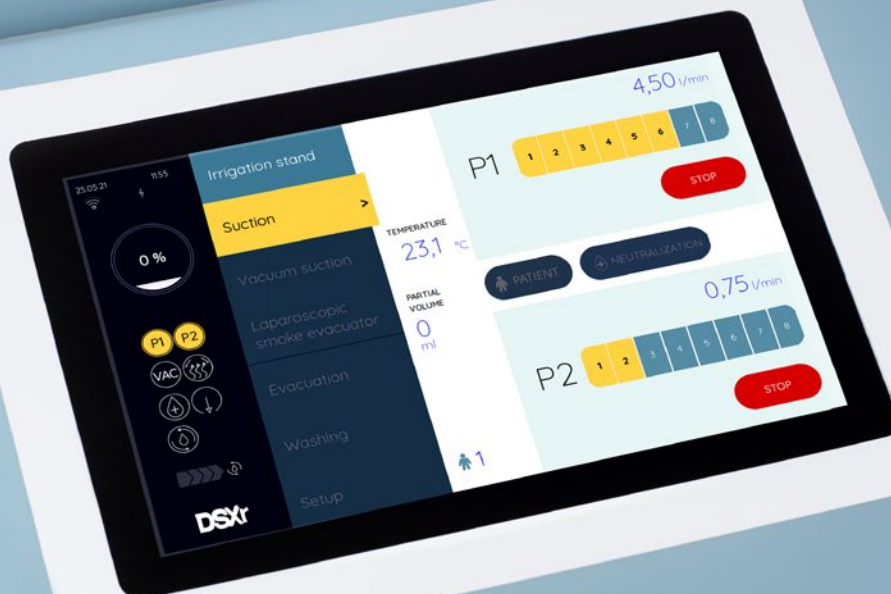 25.05.21
11:55
0 %
P1 P2
VAC
DSXr
Irrigation stand
Suction >
Vacuum suction
Laparoscopic
smoke evacuator
Evacuation
Washing
Setup
TEMPERATURE
23,1 °C
PARTIAL
VOLUME
0
ml
1
4,50 l/min
P1 1 2 3 4 5 6 7 8
STOP
PATIENT NEUTRALIZATION
0,75 l/min
P2 1 2 3 4 5 6 7 8
STOP